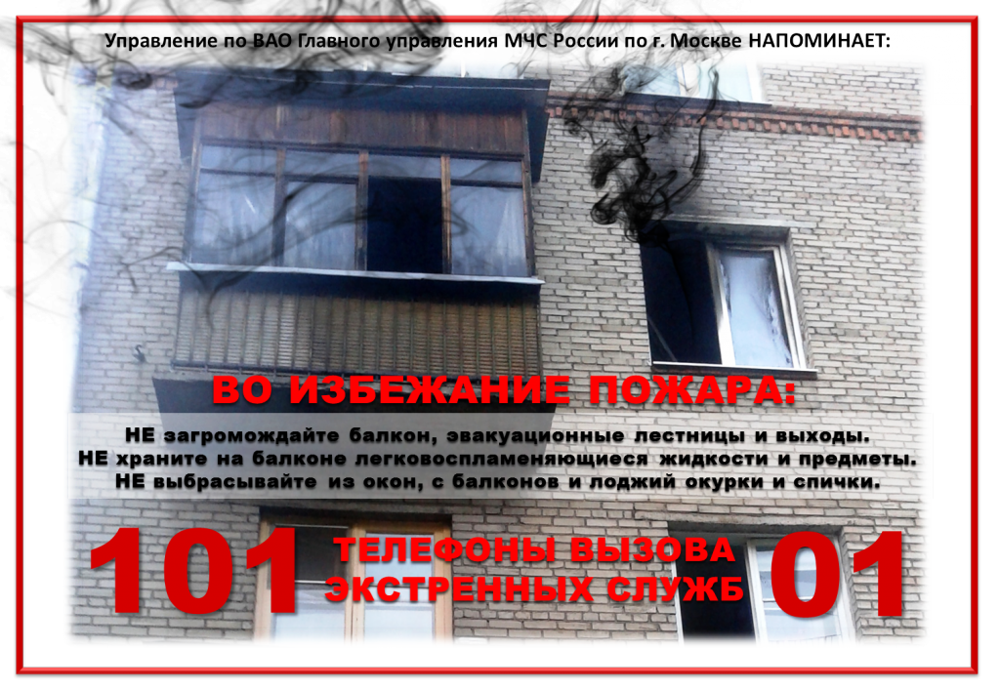 Управление по ВАО Главного управления МЧС России по г. Москве НАПОМИНАЕТ:
ВО ИЗБЕЖАНИЕ ПОЖАРА:
НЕ загромождайте балкон, эвакуационные лестницы и выходы.
НЕ храните на балконе легковоспламеняющиеся жидкости и предметы.
НЕ выбрасывайте из окон, с балконов и лоджий окурки и спички.
101 ТЕЛЕФОНЫ ВЫЗОВА 01
ЭКСТРЕННЫХ СЛУЖБ